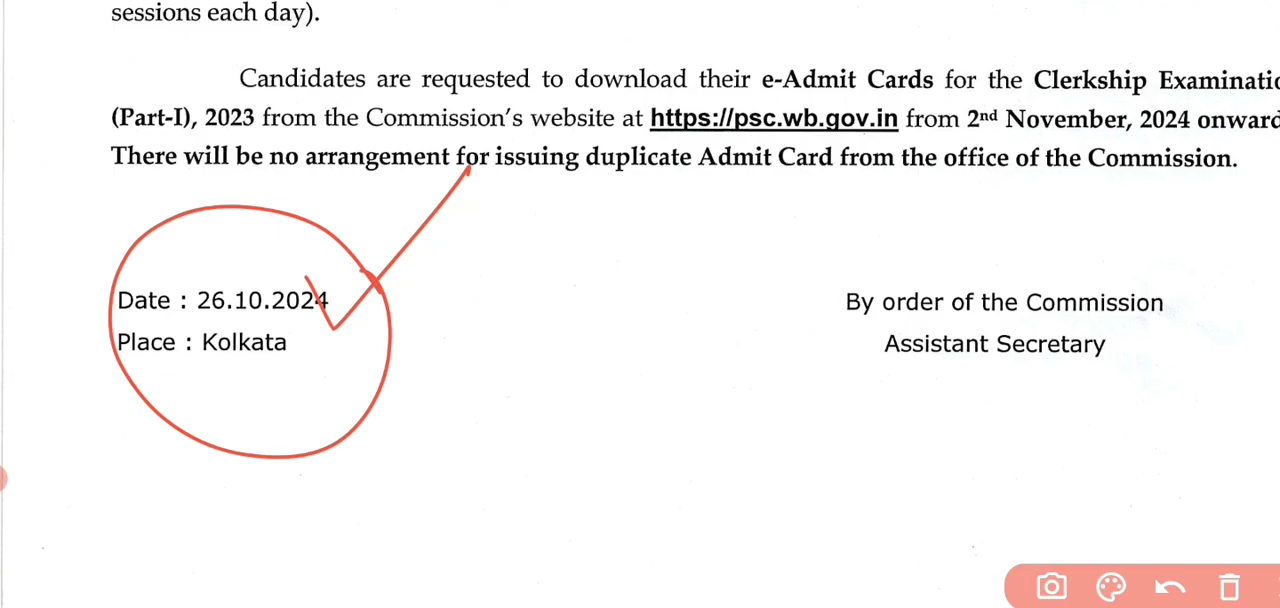 sessions each day).
Candidates are requested to download their e-Admit Cards for the Clerkship
(Part-I), 2023 from the Commission's website at https://psc.wb.gov.in from 2nd November, 2024
There will be no arrangement for issuing duplicate Admit Card from the office of the Commission.
Date : 26.10.2024
Place : Kolkata
By order of the Commission
Assistant Secretary